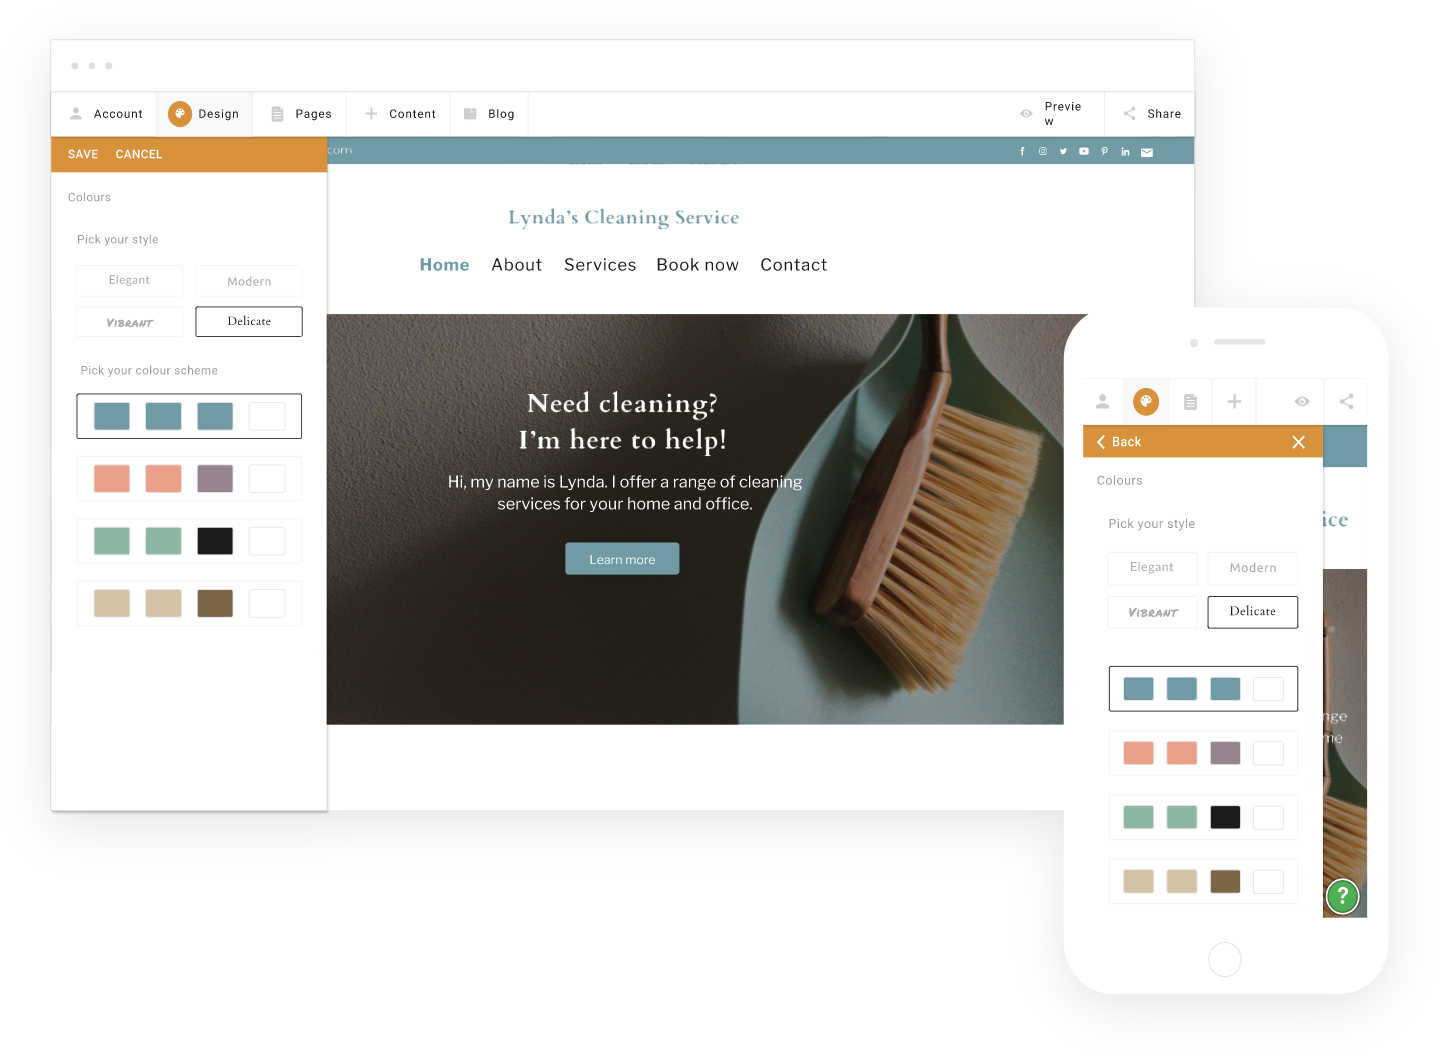 Account
Design
Pages
Content
Blog
Previe
w
Share
SAVE CANCEL
.com
Colours
Pick your style
Elegant
Modern
VIBRANT
Delicate
Pick your colour scheme
Lynda's Cleaning Service
Home About Services Book now Contact
Need cleaning?
I'm here to help!
Hi, my name is Lynda. I offer a range of cleaning
services for your home and office.
Learn more
Back
Colours
Pick your style
Elegant
Modern
VIBRANT
Delicate
ice
nge
me
?